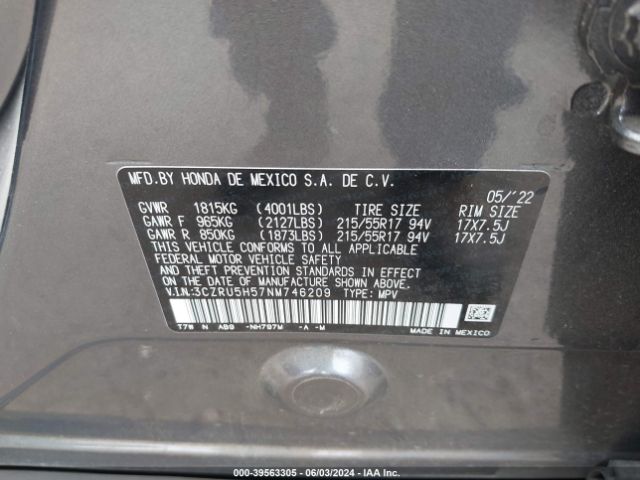 MFD.BY HONDA DE MEXICO S.A. DE C.V.
05/'22
GVWR 1815KG (4001LBS) TIRE SIZE RIM SIZE
GAWR F 965KG (2127LBS) 215/55R17 94V 17X7.5J
GAWR R 850KG (1873LBS) 215/55R17 94V 17X7.5J
THIS VEHICLE CONFORMS TO ALL APPLICABLE
FEDERAL MOTOR VEHICLE SAFETY
AND THEFT PREVENTION STANDARDS IN EFFECT ON THE
DATE OF MANUFACTURE SHOWN ABOVE.
V.I.N.:3CZRU5H57NM746209 TYPE: MPV
T7W N AB9 -NH797M -A -M MADE IN MEXICO
000-39563305 - 06/03/2024 - IAA Inc.